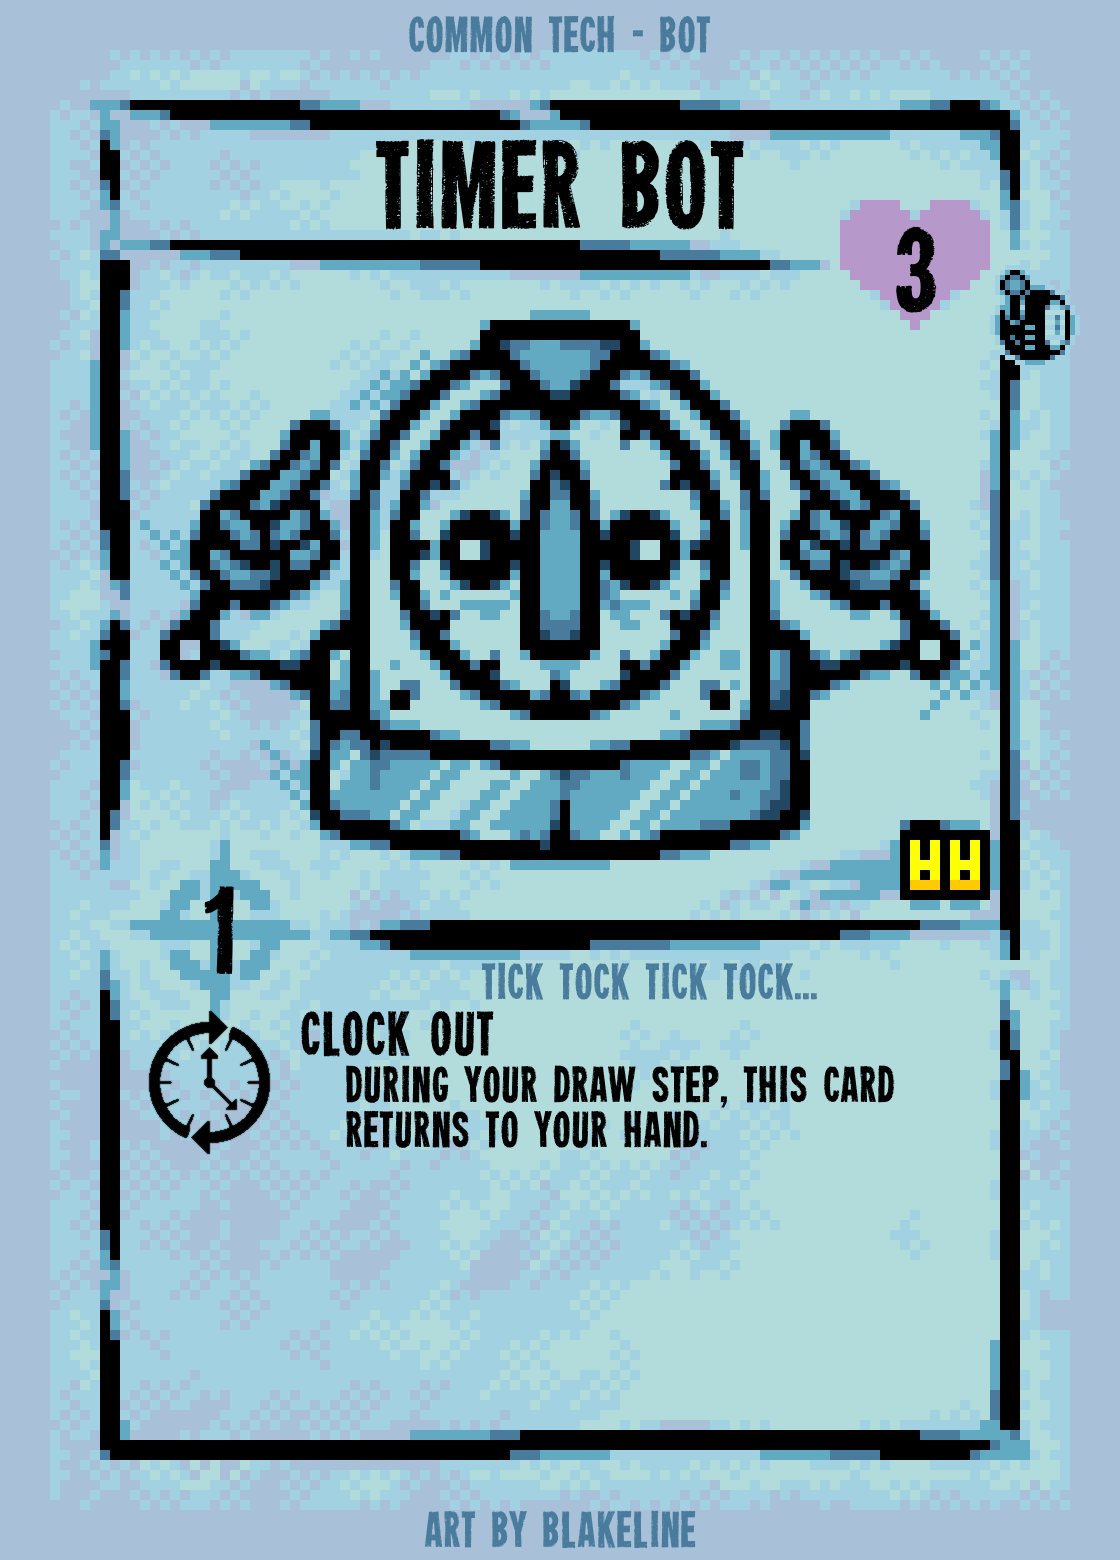 COMMON TECH - BOT
TIMER BOT
3
1
TICK TOCK TICK TOCK...
CLOCK OUT
DURING YOUR DRAW STEP, THIS CARD
RETURNS TO YOUR HAND.
ART BY BLAKELINE